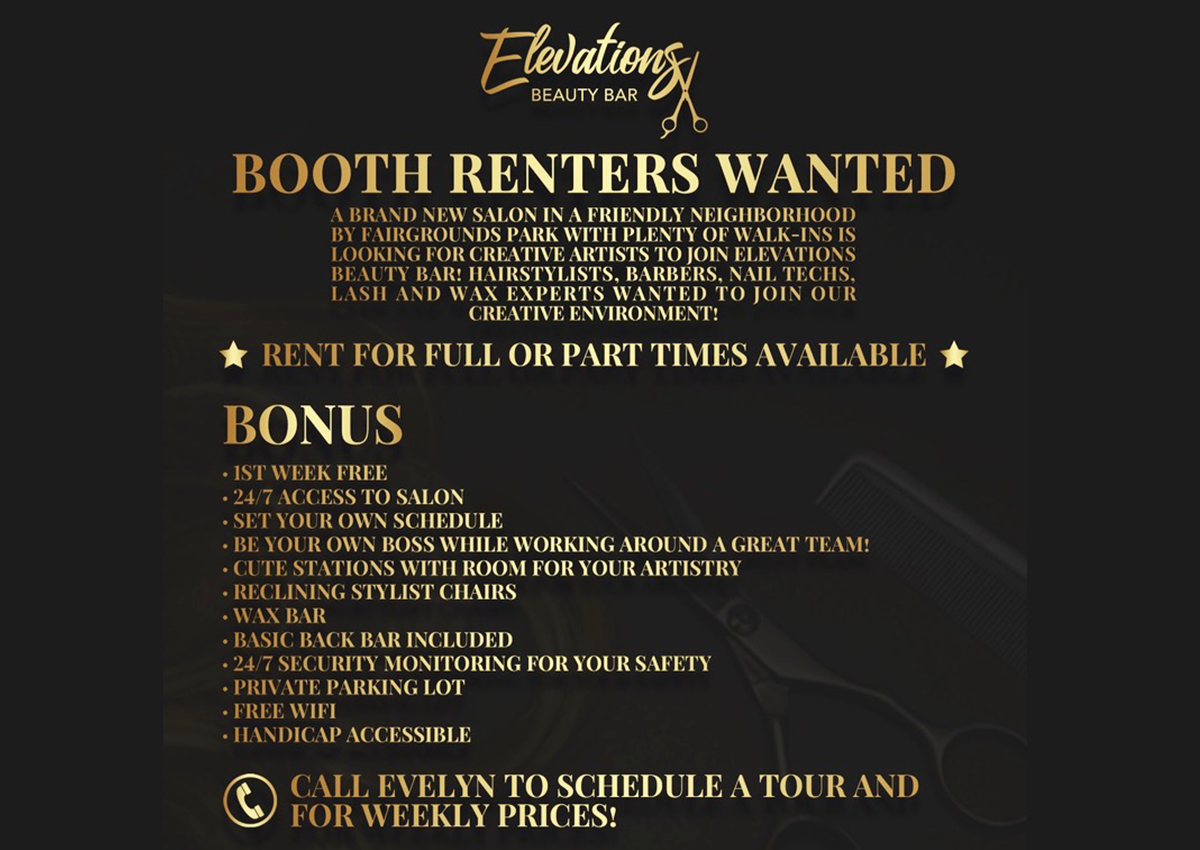 Elevations
BEAUTY BAR
BOOTH RENTERS WANTED
A BRAND NEW SALON IN A FRIENDLY NEIGHBORHOOD
BY FAIRGROUNDS PARK WITH PLENTY OF WALK-INS IS
LOOKING FOR CREATIVE ARTISTS TO JOIN ELEVATIONS
BEAUTY BAR! HAIRSTYLISTS, BARBERS, NAIL TECHS,
LASH AND WAX EXPERTS WANTED TO JOIN OUR
CREATIVE ENVIRONMENT!
RENT FOR FULL OR PART TIMES AVAILABLE
BONUS
• 1ST WEEK FREE
• 24/7 ACCESS TO SALON
• SET YOUR OWN SCHEDULE
• BE YOUR OWN BOSS WHILE WORKING AROUND A GREAT TEAM!
• CUTE STATIONS WITH ROOM FOR YOUR ARTISTRY
• RECLINING STYLIST CHAIRS
• WAX BAR
• BASIC BACK BAR INCLUDED
• 24/7 SECURITY MONITORING FOR YOUR SAFETY
• PRIVATE PARKING LOT
• FREE WIFI
• HANDICAP ACCESSIBLE
CALL EVELYN TO SCHEDULE A TOUR AND
FOR WEEKLY PRICES!